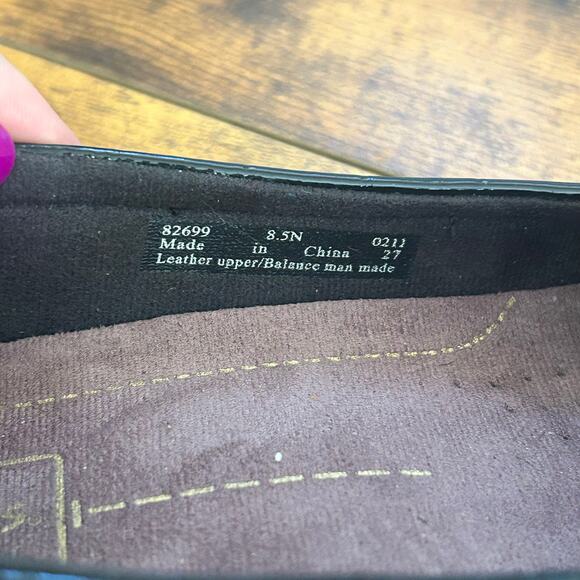 82699 8.5N 0211
Made in China 27
Leather upper/Balance man made